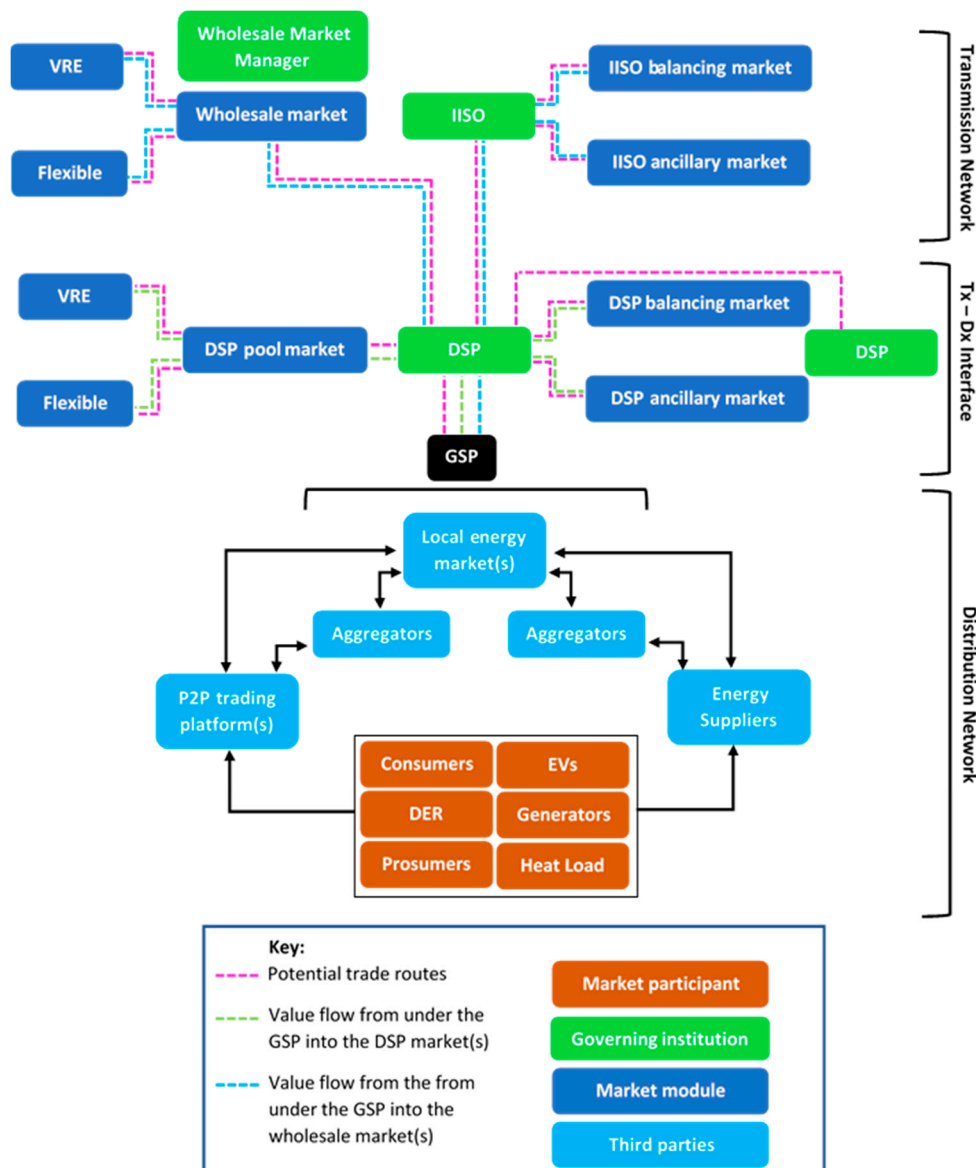 Wholesale Market
Manager
VRE
IISO balancing market
Wholesale market
IISO
Flexible
IISO ancillary market
Transmission Network
VRE
DSP balancing market
DSP pool market
DSP
DSP
Flexible
DSP ancillary market
Tx – Dx Interface
GSP
Local energy
market(s)
Aggregators
Aggregators
P2P trading
platform(s)
Energy
Suppliers
Consumers
EVs
DER
Generators
Prosumers
Heat Load
Distribution Network
Key:
Potential trade routes
Value flow from under the
GSP into the DSP market(s)
Value flow from the from
under the GSP into the
wholesale market(s)
Market participant
Governing institution
Market module
Third parties